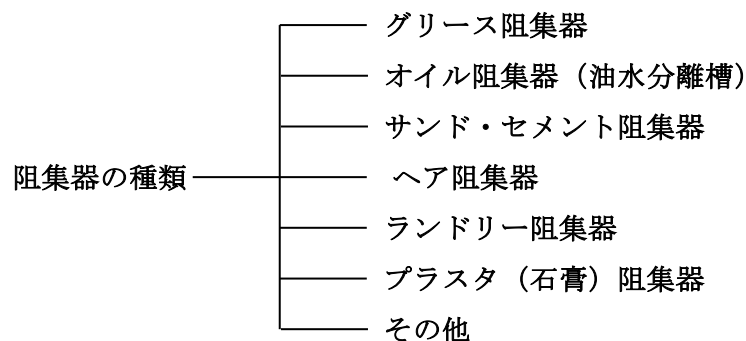 グリース阻集器
オイル阻集器（油水分離槽）
サンド・セメント阻集器
阻集器の種類
ヘア阻集器
ランドリー阻集器
プラスタ（石膏）阻集器
その他